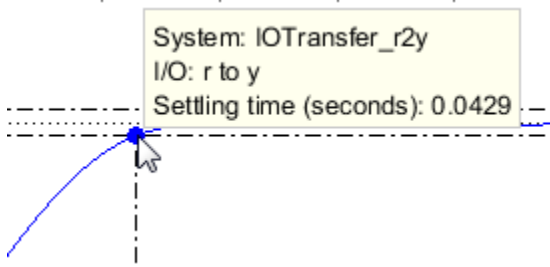 System: IOTransfer_r2y
I/O: r to y
Settling time (seconds): 0.0429